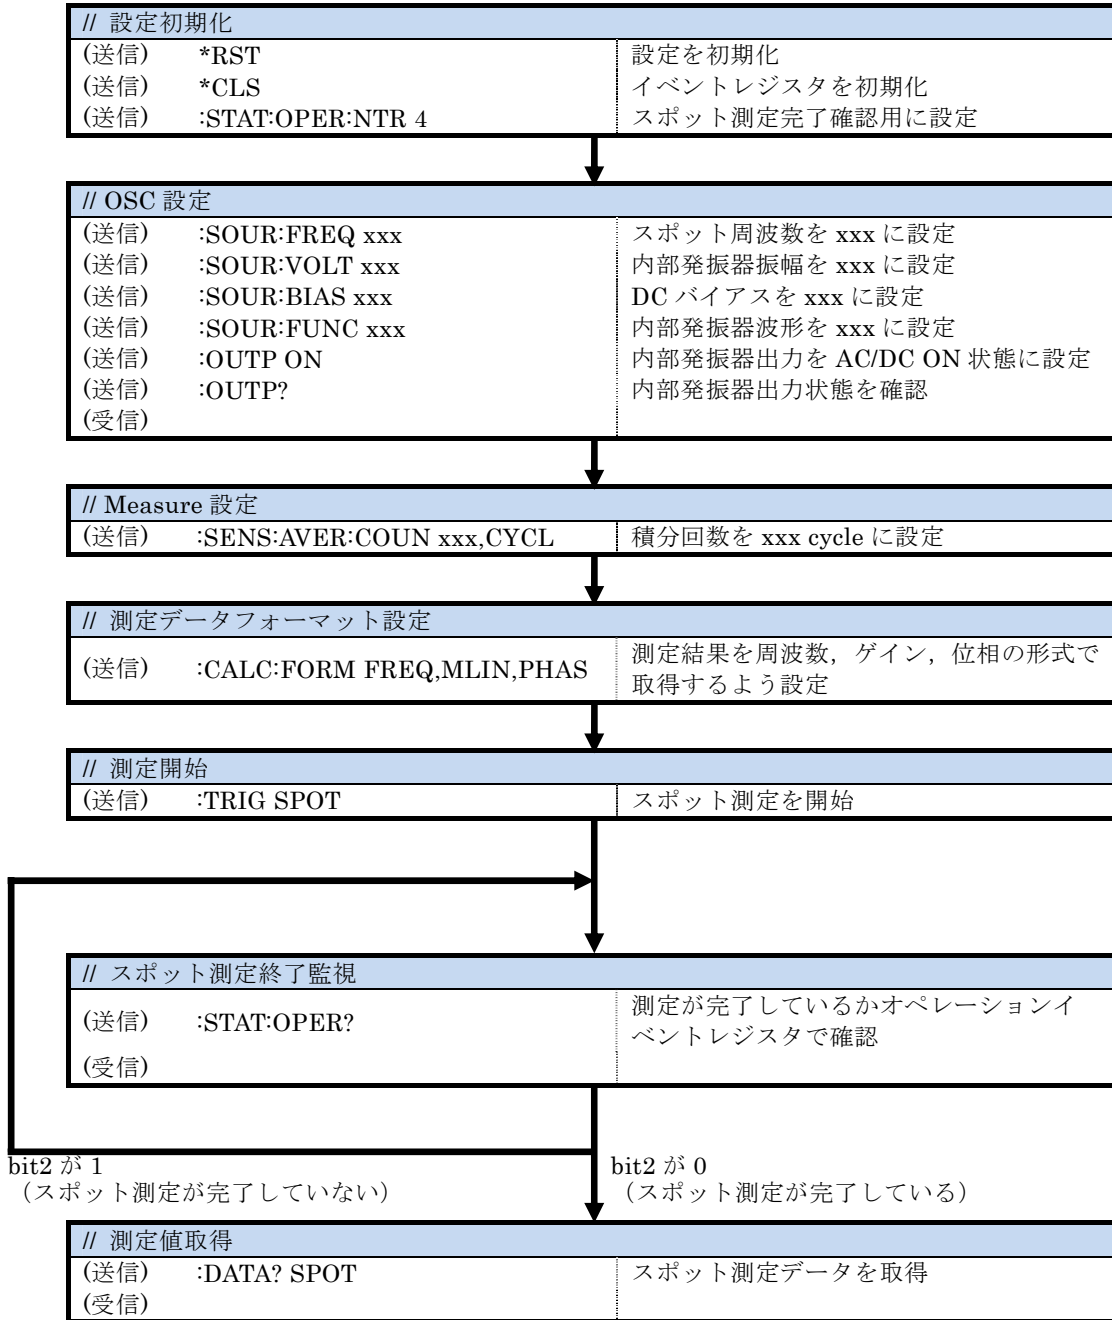 // 設定初期化
(送信) *RST 設定を初期化
(送信) *CLS イベントレジスタを初期化
(送信) :STAT:OPER:NTR 4 スポット測定完了確認用に設定
// OSC 設定
(送信) :SOUR:FREQ xxx スポット周波数を xxx に設定
(送信) :SOUR:VOLT xxx 内部発振器振幅を xxx に設定
(送信) :SOUR:BIAS xxx DC バイアスを xxx に設定
(送信) :SOUR:FUNC xxx 内部発振器波形を xxx に設定
(送信) :OUTP ON 内部発振器出力を AC/DC ON 状態に設定
(送信) :OUTP? 内部発振器出力状態を確認
(受信)
// Measure 設定
(送信) :SENS:AVER:COUN xxx,CYCL 積分回数を xxx cycle に設定
// 測定データフォーマット設定
(送信) :CALC:FORM FREQ,MLIN,PHAS 測定結果を周波数，ゲイン，位相の形式で
取得するよう設定
// 測定開始
(送信) :TRIG SPOT スポット測定を開始
// スポット測定終了監視
(送信) :STAT:OPER? 測定が完了しているかオペレーションイ
ベントレジスタで確認
(受信)
bit2 が 1
（スポット測定が完了していない）
bit2 が 0
（スポット測定が完了している）
// 測定値取得
(送信) :DATA? SPOT スポット測定データを取得
(受信)